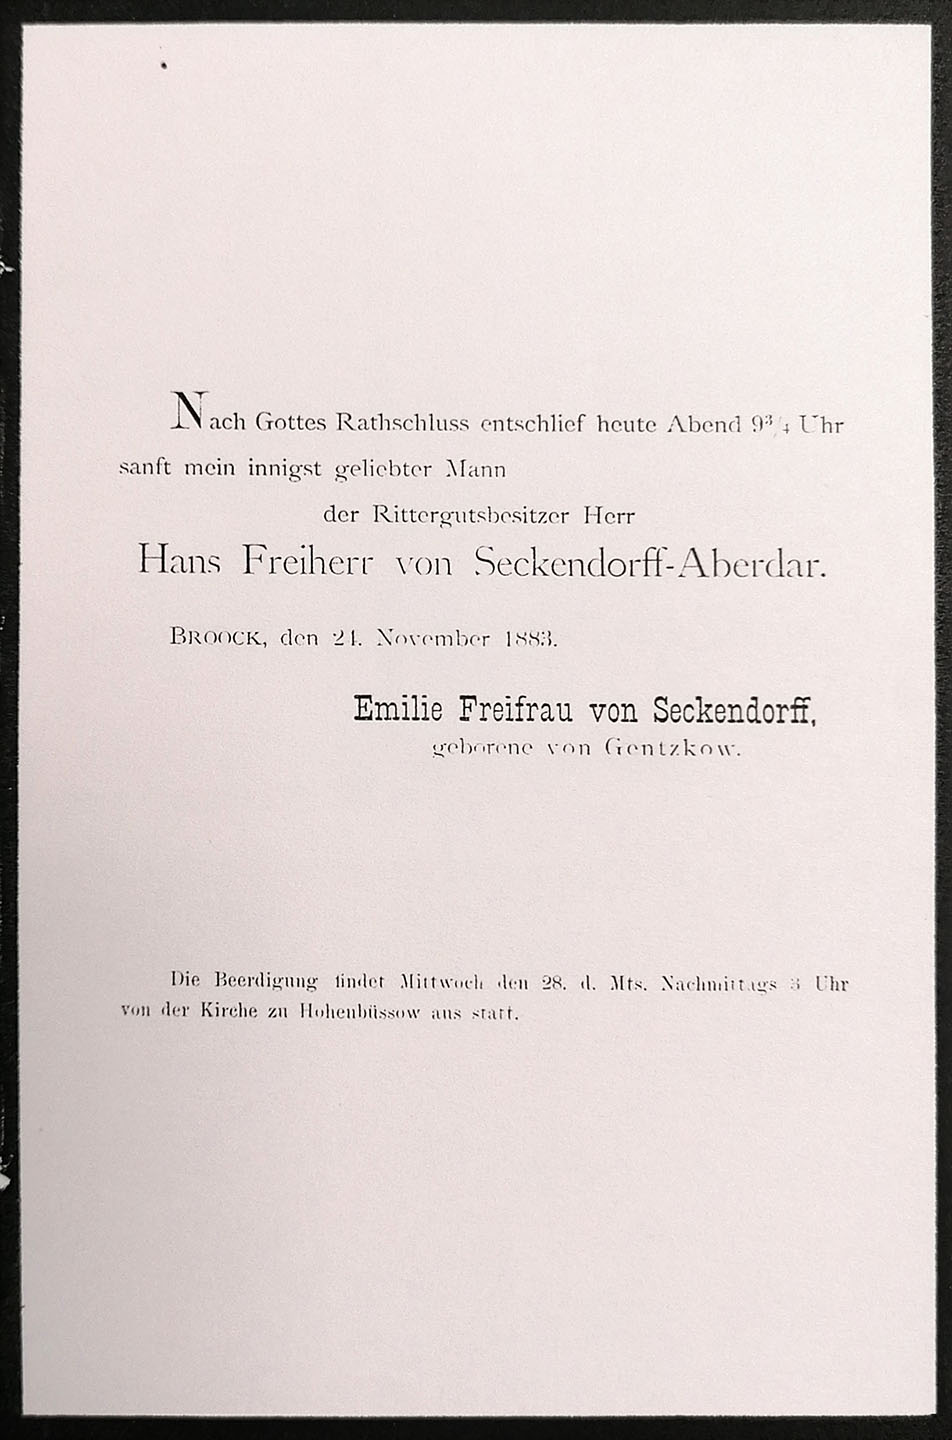 Nach Gottes Rathschluss entschlief heute Abend 9 3/4 Uhr
sanft mein innigst geliebter Mann
der Rittergutsbesitzer Herr
Hans Freiherr von Seckendorff-Aberdar.
BROOCK, den 24. November 1883.
Emilie Freifrau von Seckendorff,
geborene von Gentzkow.
Die Beerdigung findet Mittwoch den 28. d. Mts. Nachmittags 3 Uhr
von der Kirche zu Hohenbüssow aus statt.